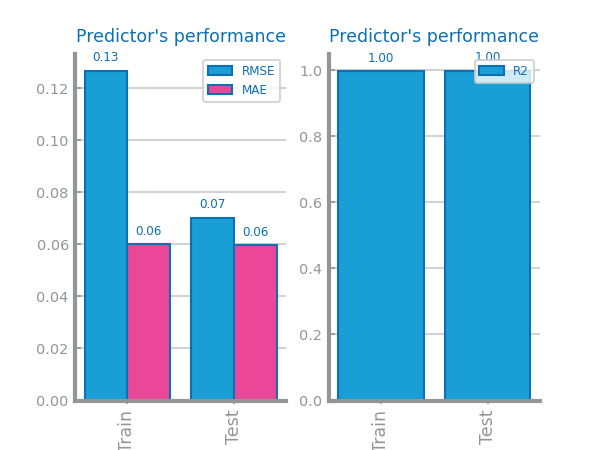 Predictor's performance
0.13
RMSE
MAE
0.12
0.10
0.08
0.07
0.06
0.06
0.06
0.04
0.02
0.00
Train
Test
Predictor's performance
1.00
1.00
R2
1.0
0.8
0.6
0.4
0.2
0.0
Train
Test